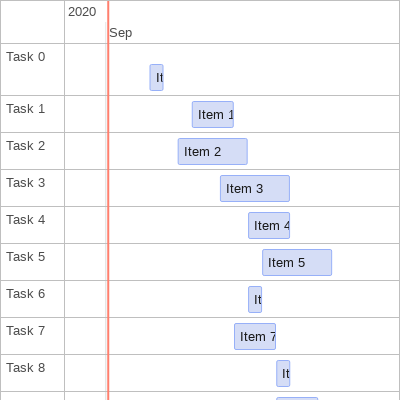 2020
Sep
Task 0
It
Task 1
Item 1
Task 2
Item 2
Task 3
Item 3
Task 4
Item 4
Task 5
Item 5
Task 6
It
Task 7
Item 7
Task 8
It